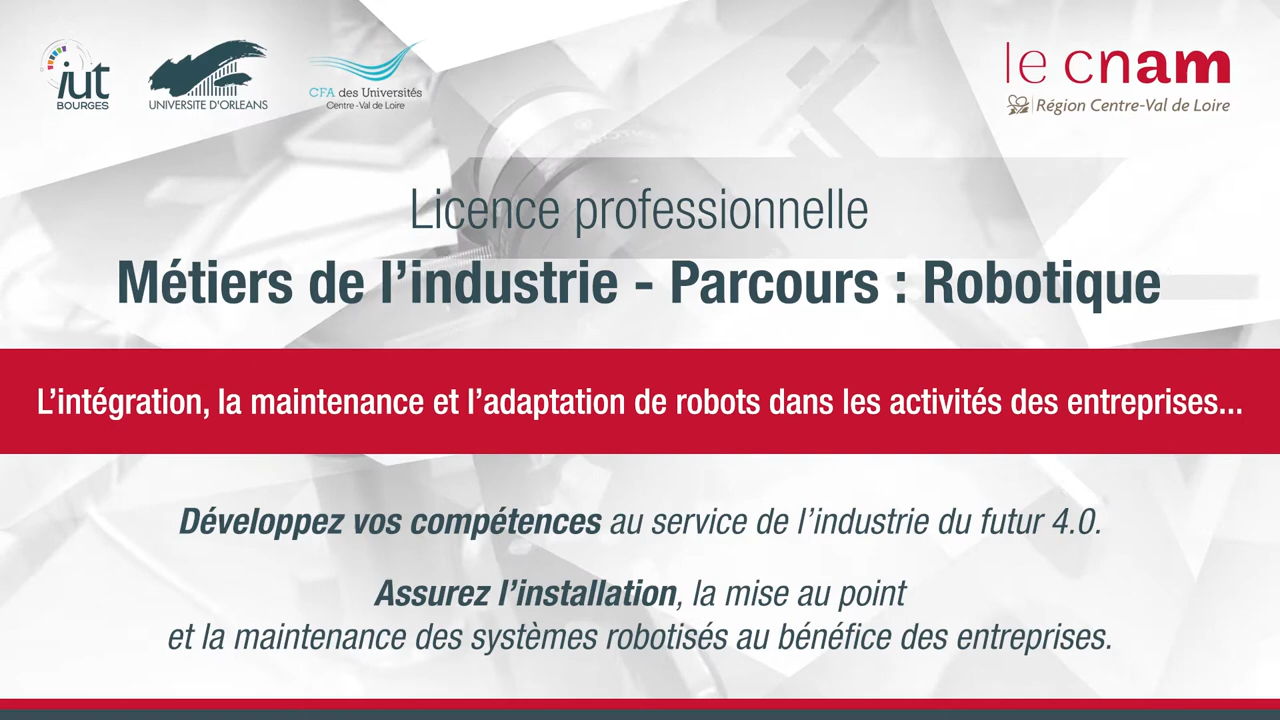 iut
BOURGES
UNIVERSITE D'ORLEANS
CFA des Universités
Centre-Val de Loire
le cnam
Région Centre-Val de Loire
Licence professionnelle
Métiers de l'industrie - Parcours : Robotique
L'intégration, la maintenance et l'adaptation de robots dans les activités des entreprises...
Développez vos compétences au service de l'industrie du futur 4.0.
Assurez l'installation, la mise au point
et la maintenance des systèmes robotisés au bénéfice des entreprises.